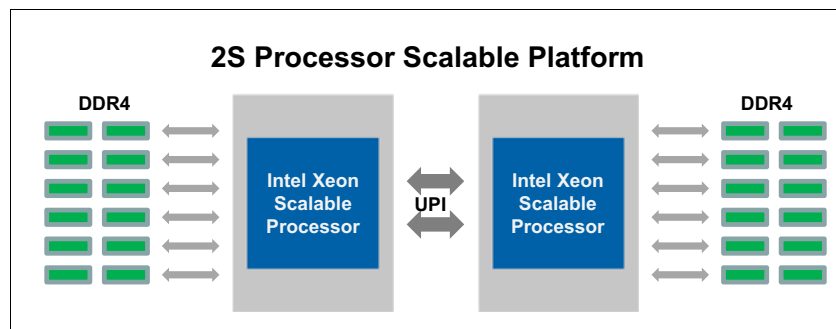 2S Processor Scalable Platform
DDR4
DDR4
Intel Xeon
Scalable
Processor
UPI
Intel Xeon
Scalable
Processor